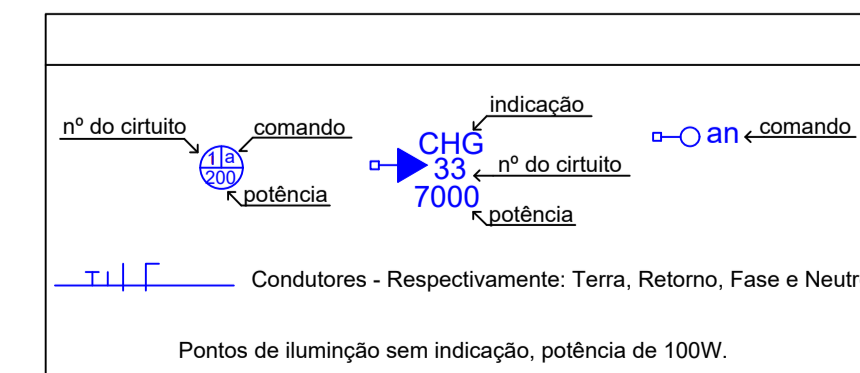 indicação
nº do cirtuito
comando
CHG
an
comando
1 a
33
nº do cirtuito
200
potência
7000
potência
Condutores - Respectivamente: Terra, Retorno, Fase e Neutr
Pontos de iluminção sem indicação, potência de 100W.